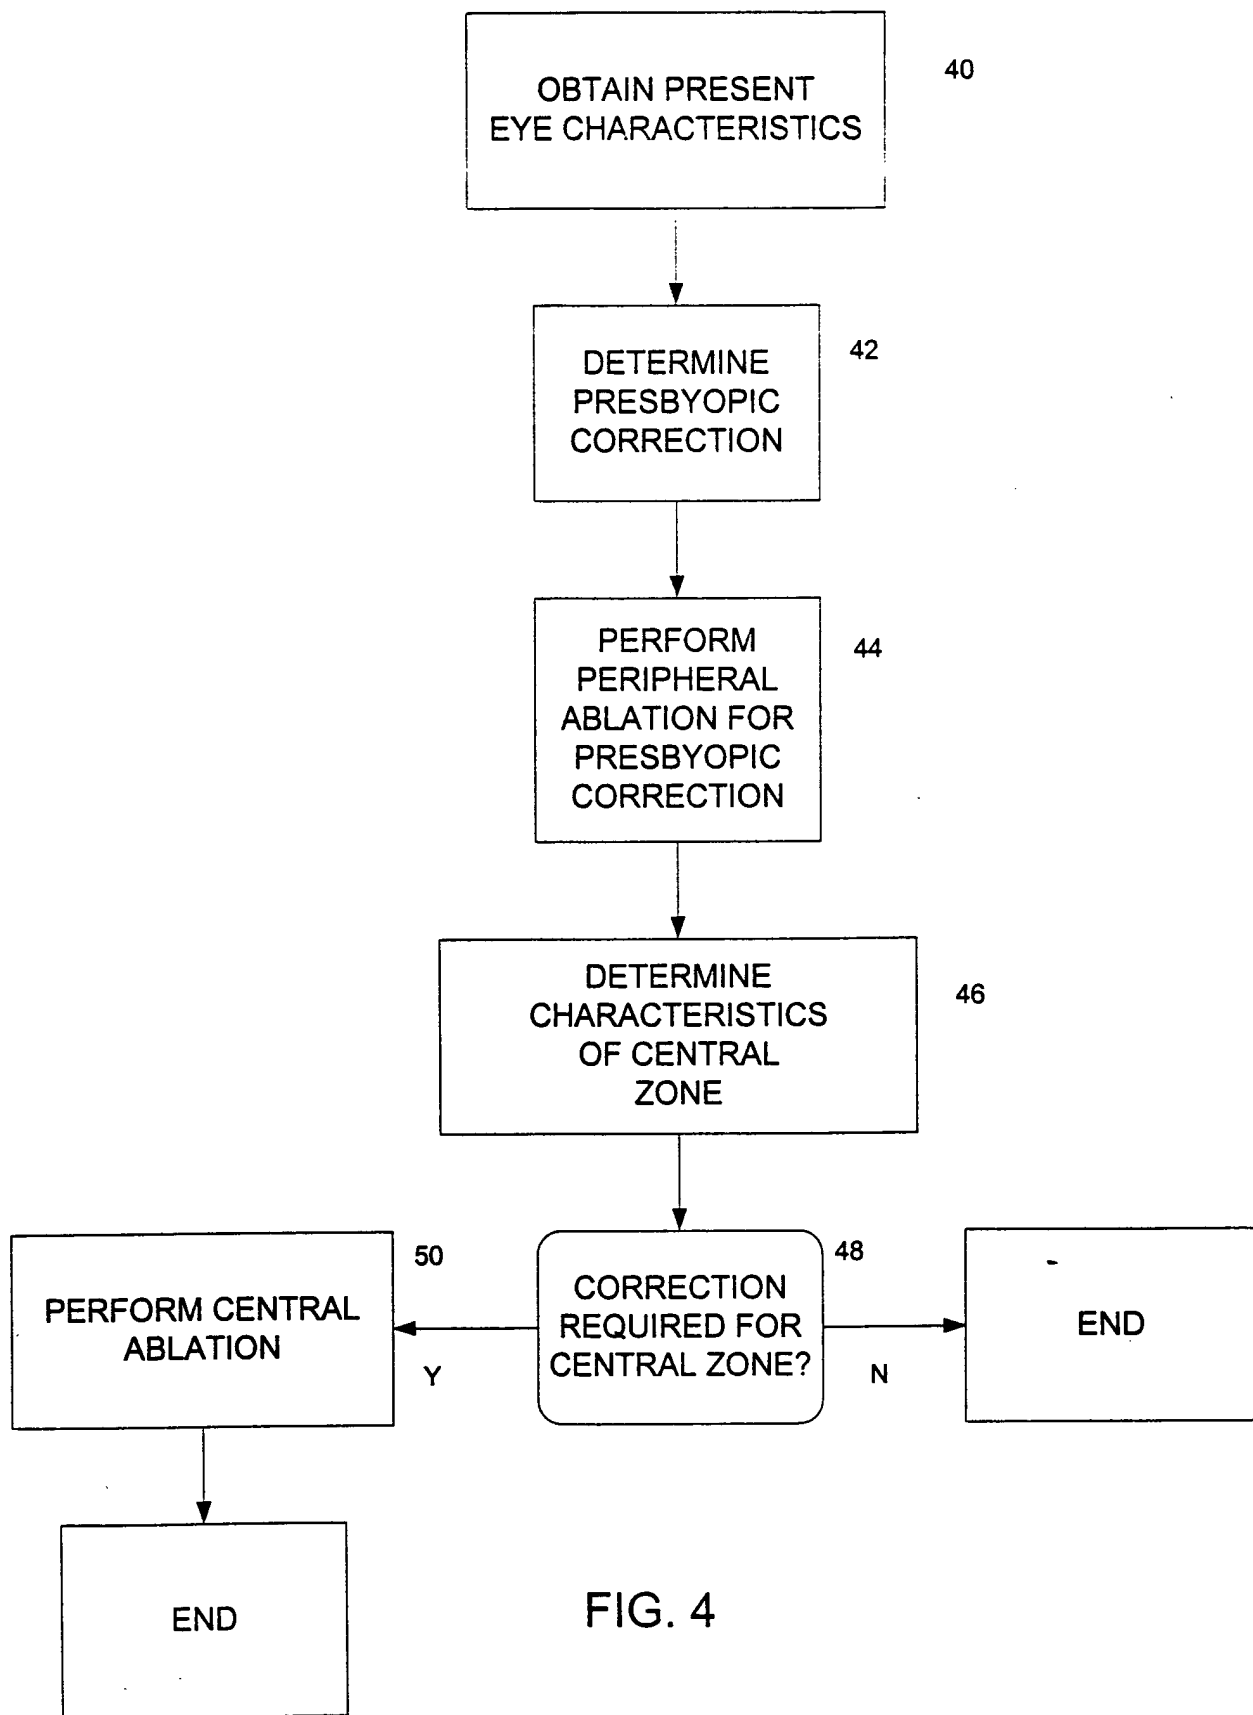 OBTAIN PRESENT
EYE CHARACTERISTICS
40
DETERMINE
PRESBYOPIC
CORRECTION
42
PERFORM
PERIPHERAL
ABLATION FOR
PRESBYOPIC
CORRECTION
44
DETERMINE
CHARACTERISTICS
OF CENTRAL
ZONE
46
CORRECTION
REQUIRED FOR
CENTRAL ZONE?
48
Y
N
PERFORM CENTRAL
ABLATION
50
END
END
FIG. 4